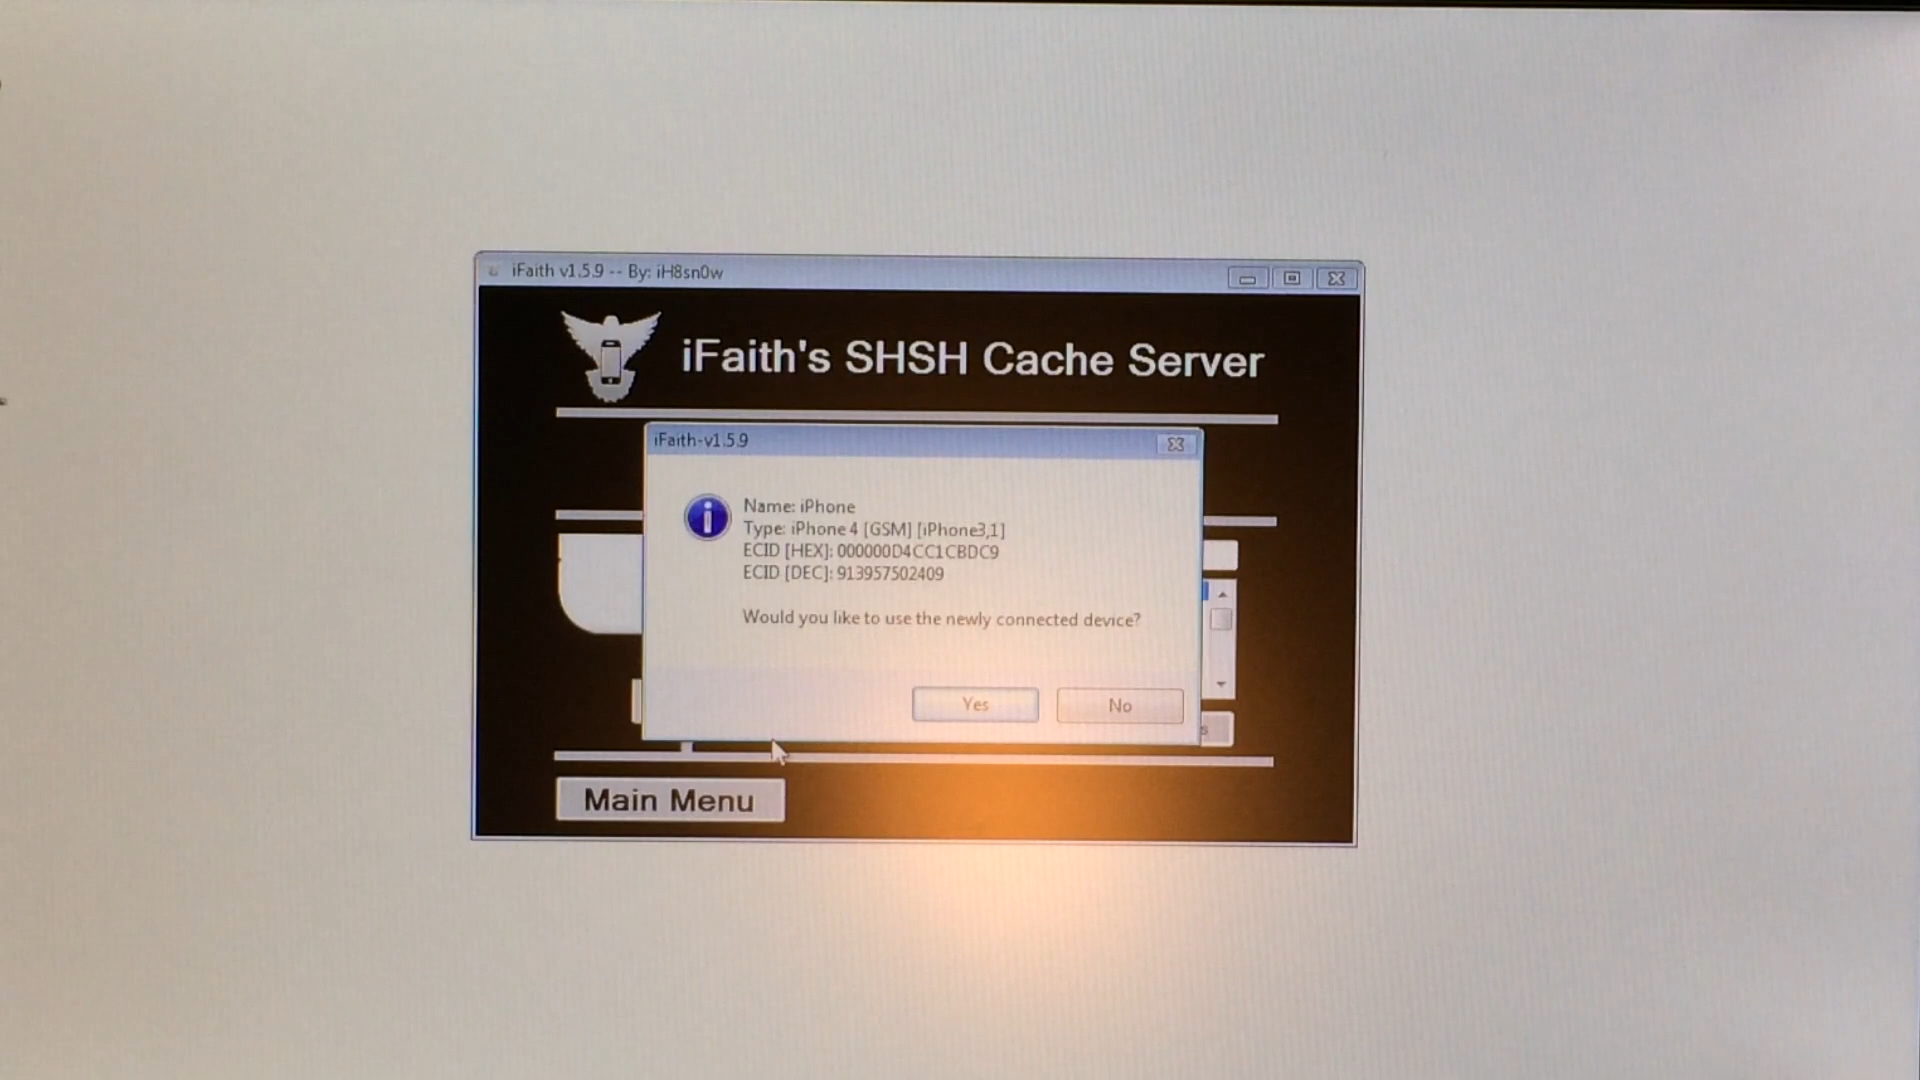 iFaith v1.5.9 -- By: iH8sn0w
iFaith's SHSH Cache Server
iFaith-v1.5.9
Name: iPhone
Type: iPhone 4 [GSM] [iPhone3,1]
ECID [HEX]: 000000D4CC1CBDC9
ECID [DEC]: 913957502409
Would you like to use the newly connected device?
Yes
No
Main Menu